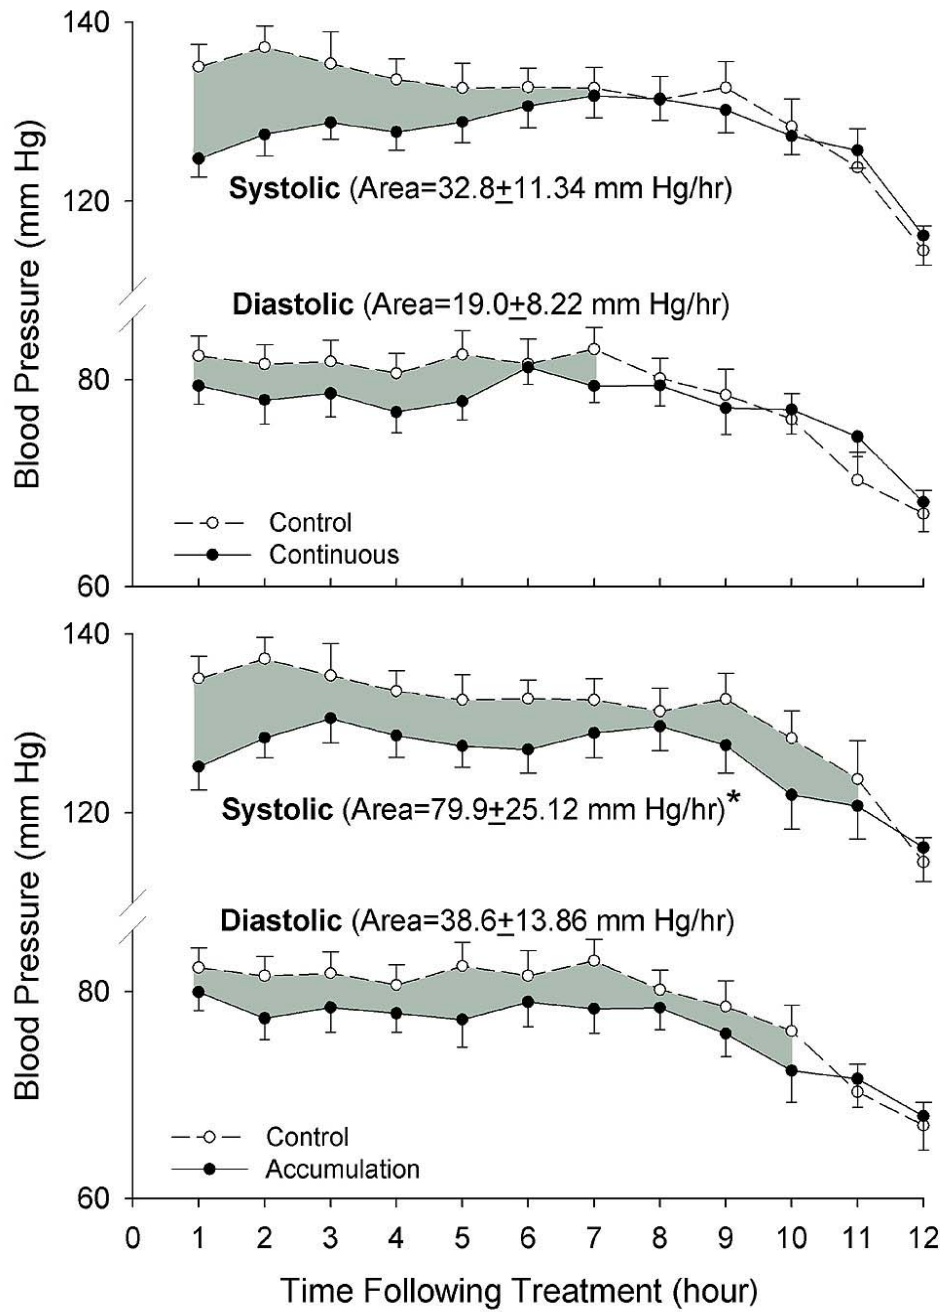 140
120
80
60
Blood Pressure (mm Hg)
Systolic (Area=32.8±11.34 mm Hg/hr)
Diastolic (Area=19.0±8.22 mm Hg/hr)
Control
Continuous
140
120
80
60
Blood Pressure (mm Hg)
Systolic (Area=79.9±25.12 mm Hg/hr)*
Diastolic (Area=38.6±13.86 mm Hg/hr)
Control
Accumulation
0 1 2 3 4 5 6 7 8 9 10 11 12
Time Following Treatment (hour)